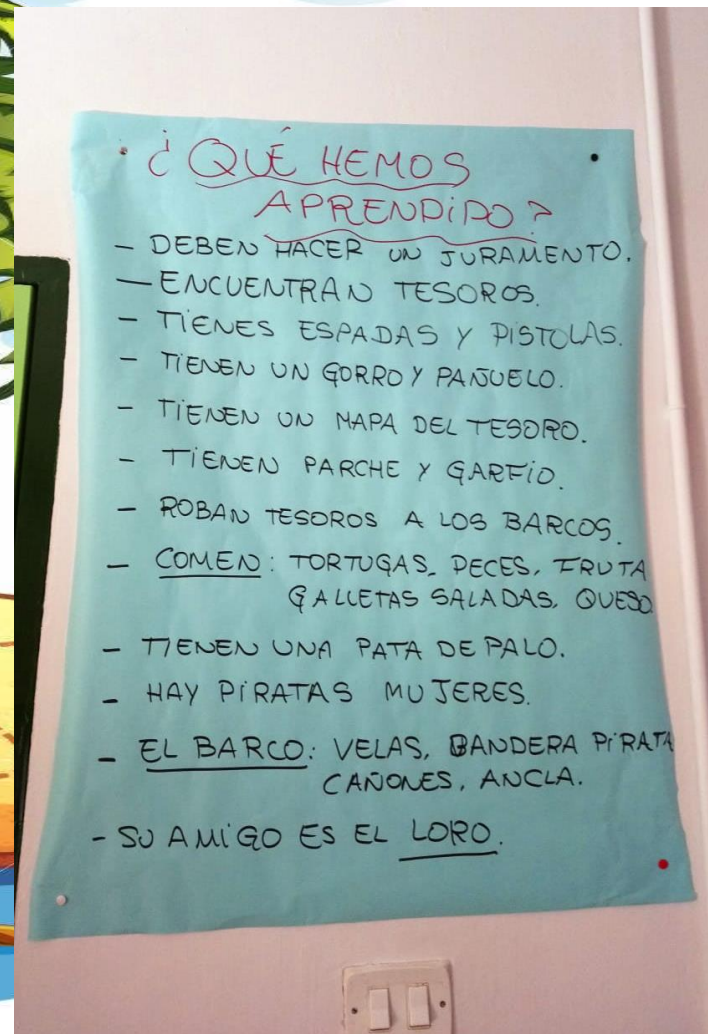 ¿QUÉ HEMOS
APRENDIDO?
- DEBEN HACER UN JURAMENTO.
- ENCUENTRAN TESOROS.
- TIENES ESPADAS Y PISTOLAS.
- TIENEN UN GORRO Y PAÑUELO.
- TIENEN UN MAPA DEL TESORO.
- TIENEN PARCHE Y GARFIO.
- ROBAN TESOROS A LOS BARCOS.
- COMEN: TORTUGAS, PECES, FRUTA
GALLETAS SALADAS, QUESO
- TIENEN UNA PATA DE PALO.
- HAY PIRATAS MUJERES.
- EL BARCO: VELAS, BANDERA PIRATA
CAÑONES, ANCLA.
- SU AMIGO ES EL LORO.